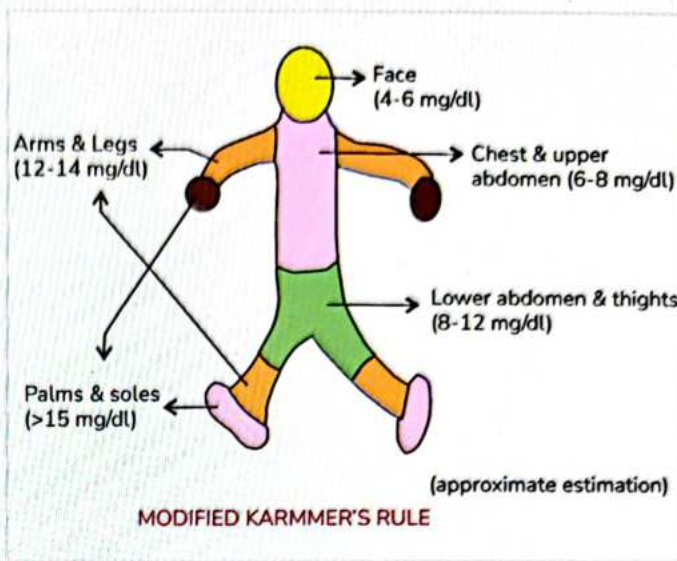 Face
(4-6 mg/dl)
Arms & Legs
(12-14 mg/dl)
Chest & upper
abdomen (6-8 mg/dl)
Lower abdomen & thights
(8-12 mg/dl)
Palms & soles
(>15 mg/dl)
(approximate estimation)
MODIFIED KARMMER'S RULE